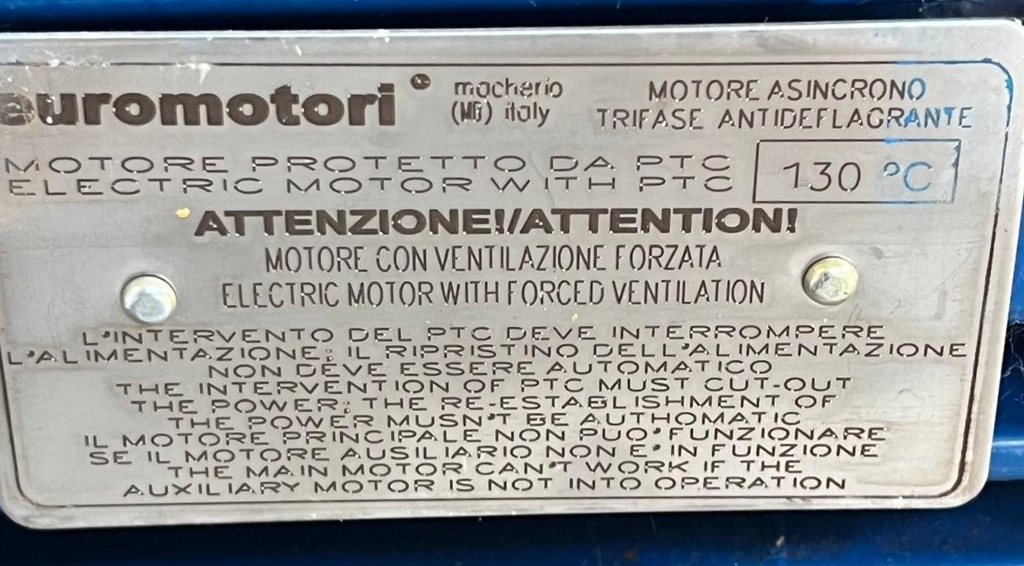 euromotori ©
macherio
(MB) italy
MOTORE ASINCRONO
TRIFASE ANTIDEFLAGRANTE
MOTORE PROTETTO DA PTC
ELECTRIC MOTOR WITH PTC
130 °C
ATTENZIONE!/ATTENTION!
MOTORE CON VENTILAZIONE FORZATA
ELECTRIC MOTOR WITH FORCED VENTILATION
L'INTERVENTO DEL PTC DEVE INTERROMPERE
L'ALIMENTAZIONE: IL RIPRISTINO DELL'ALIMENTAZIONE
NON DEVE ESSERE AUTOMATICO
THE INTERVENTION OF PTC MUST CUT-OUT
THE POWER: THE RE-ESTABLISHMENT OF
THE POWER MUSN'T BE AUTHOMATIC
IL MOTORE PRINCIPALE NON PUO' FUNZIONARE
SE IL MOTORE AUSILIARIO NON E' IN FUNZIONE
THE MAIN MOTOR CAN'T WORK IF THE
AUXILIARY MOTOR IS NOT INTO OPERATION